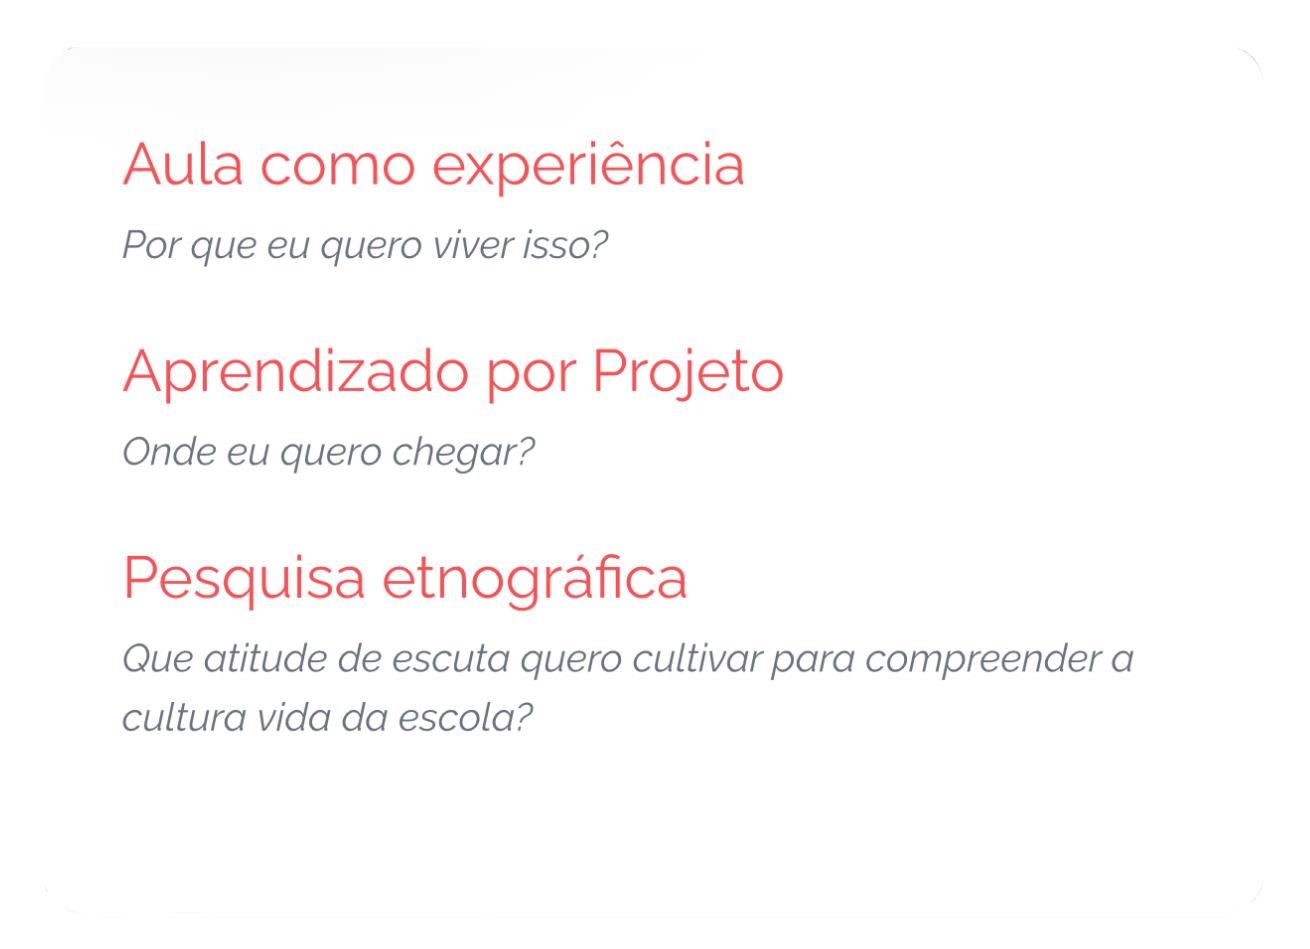 Aula como experiência
Por que eu quero viver isso?
Aprendizado por Projeto
Onde eu quero chegar?
Pesquisa etnográfica
Que atitude de escuta quero cultivar para compreender a
cultura vida da escola?